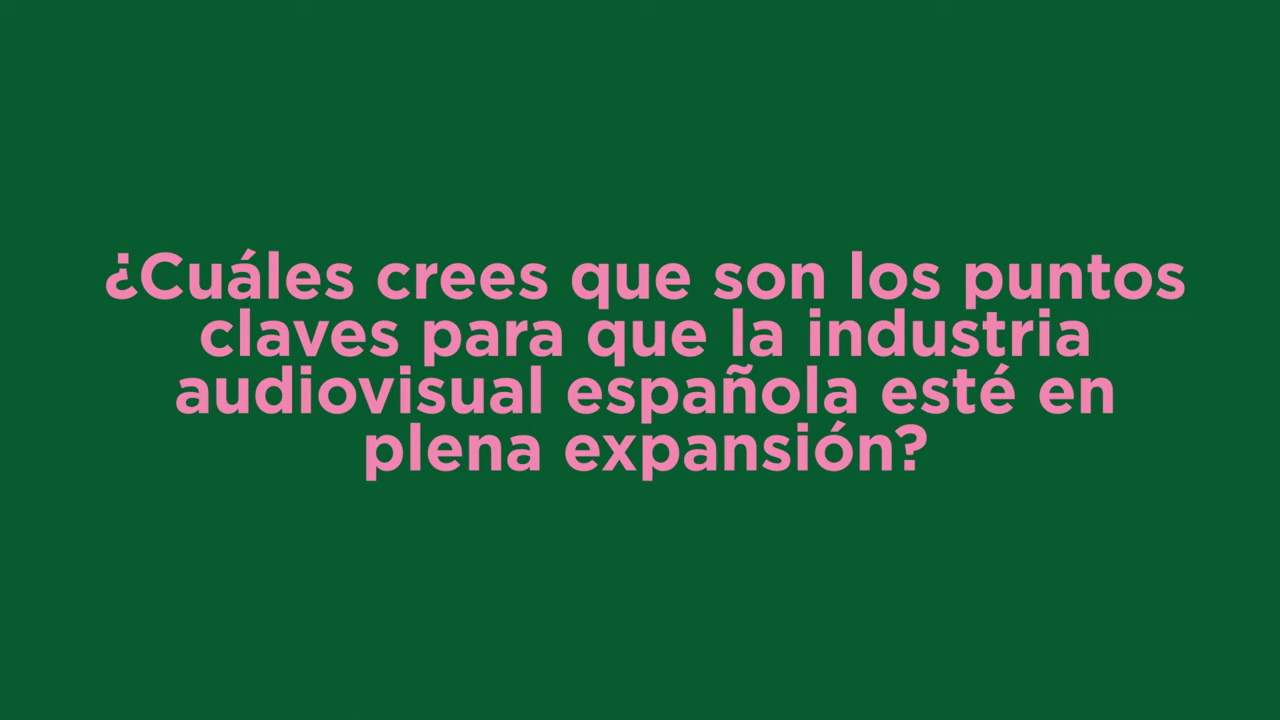 ¿Cuáles crees que son los puntos
claves para que la industria
audiovisual española esté en
plena expansión?